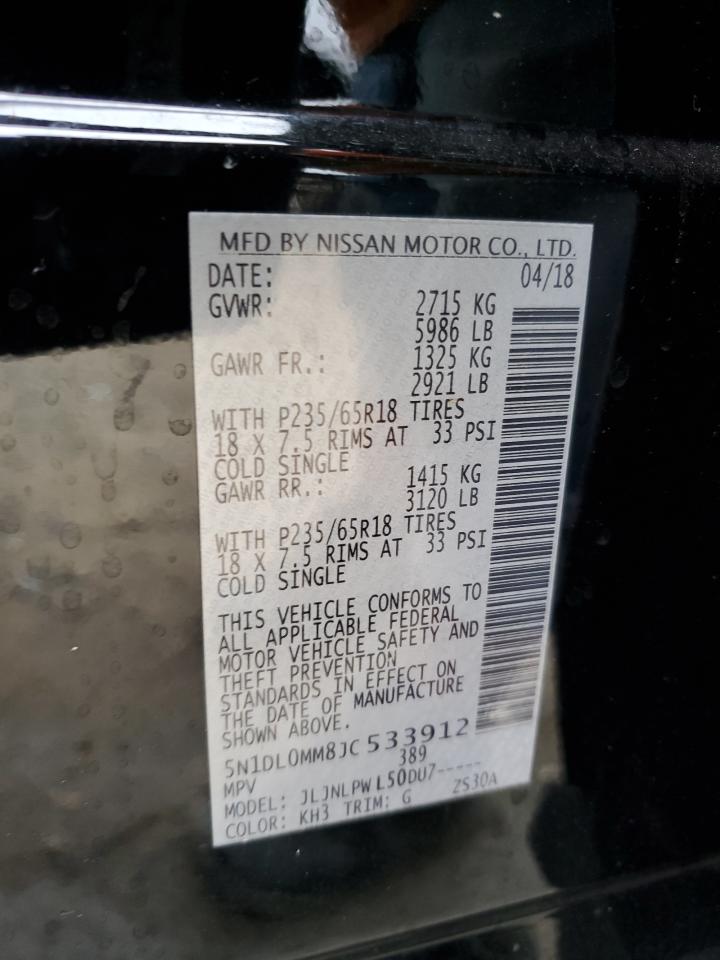 MFD BY NISSAN MOTOR CO., LTD.
DATE: 04/18
GVWR: 2715 KG
5986 LB
GAWR FR.: 1325 KG
2921 LB
WITH P235/65R18 TIRES
18 X 7.5 RIMS AT 33 PSI
COLD SINGLE
GAWR RR.: 1415 KG
3120 LB
WITH P235/65R18 TIRES
18 X 7.5 RIMS AT 33 PSI
COLD SINGLE
THIS VEHICLE CONFORMS TO
ALL APPLICABLE FEDERAL
MOTOR VEHICLE SAFETY AND
THEFT PREVENTION
STANDARDS IN EFFECT ON
THE DATE OF MANUFACTURE
SHOWN ABOVE.
5N1DL0MM8JC533912
MPV 389
MODEL: JLJNLPWL50DU7-----
COLOR: KH3 TRIM: G ZS30A